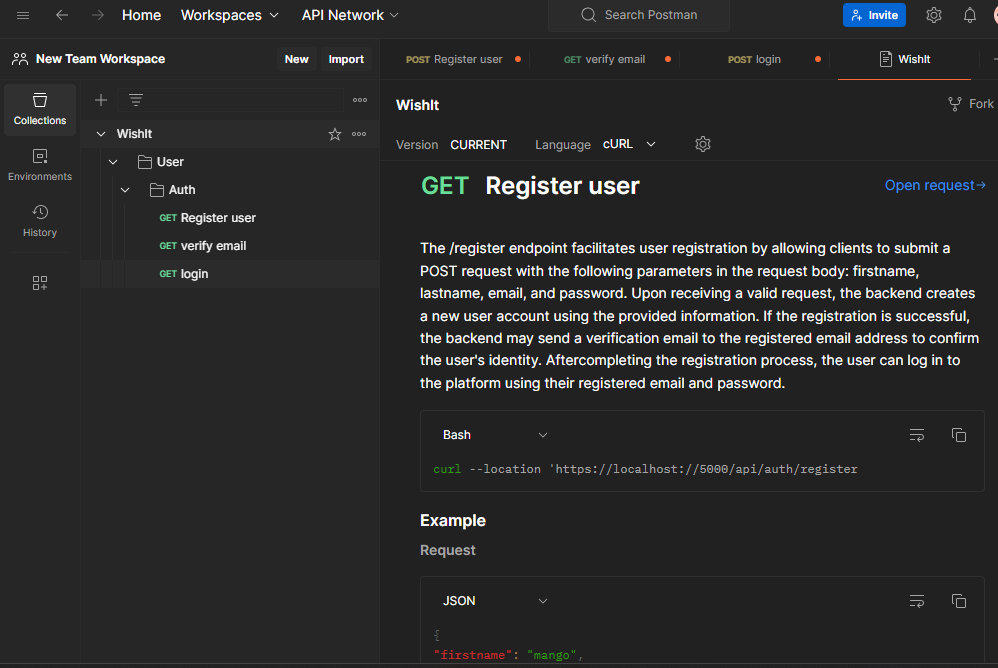 Home
Workspaces
API Network
Search Postman
Invite
New Team Workspace
New
Import
POST Register user
GET verify email
POST login
WishIt
Collections
Environments
History
WishIt
User
Auth
GET Register user
GET verify email
GET login
WishIt
Fork
Version CURRENT
Language cURL
GET Register user
Open request→
The /register endpoint facilitates user registration by allowing clients to submit a
POST request with the following parameters in the request body: firstname,
lastname, email, and password. Upon receiving a valid request, the backend creates
a new user account using the provided information. If the registration is successful,
the backend may send a verification email to the registered email address to confirm
the user's identity. Aftercompleting the registration process, the user can log in to
the platform using their registered email and password.
Bash
curl --location 'https://localhost://5000/api/auth/register
Example
Request
JSON
{
"firstname": "mango",